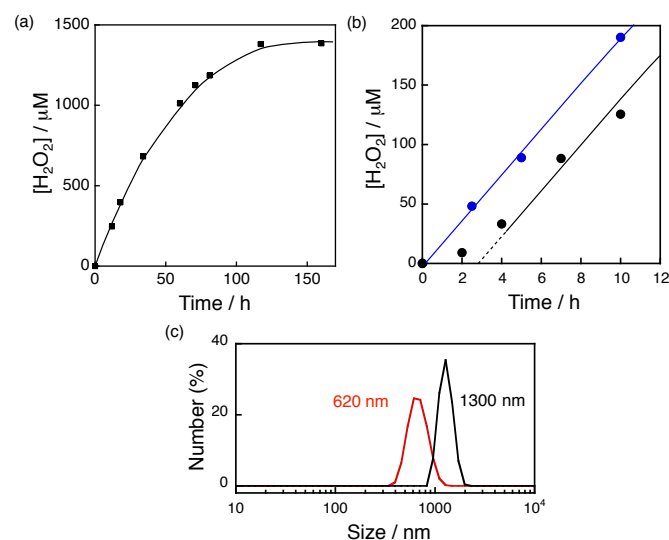 (a)
1500
1000
500
0
[H₂O₂] / μM
0 50 100 150
Time / h
(b)
200
150
100
50
0
[H₂O₂] / μM
0 2 4 6 8 10 12
Time / h
(c)
40
20
0
Number (%)
620 nm
1300 nm
10 100 1000 10⁴
Size / nm